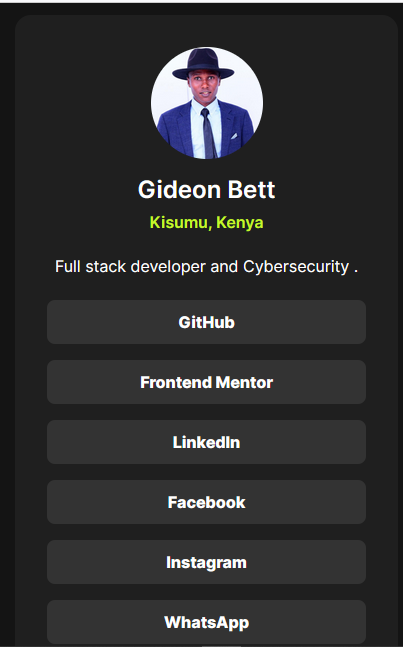 Gideon Bett
Kisumu, Kenya
Full stack developer and Cybersecurity .
GitHub
Frontend Mentor
LinkedIn
Facebook
Instagram
WhatsApp